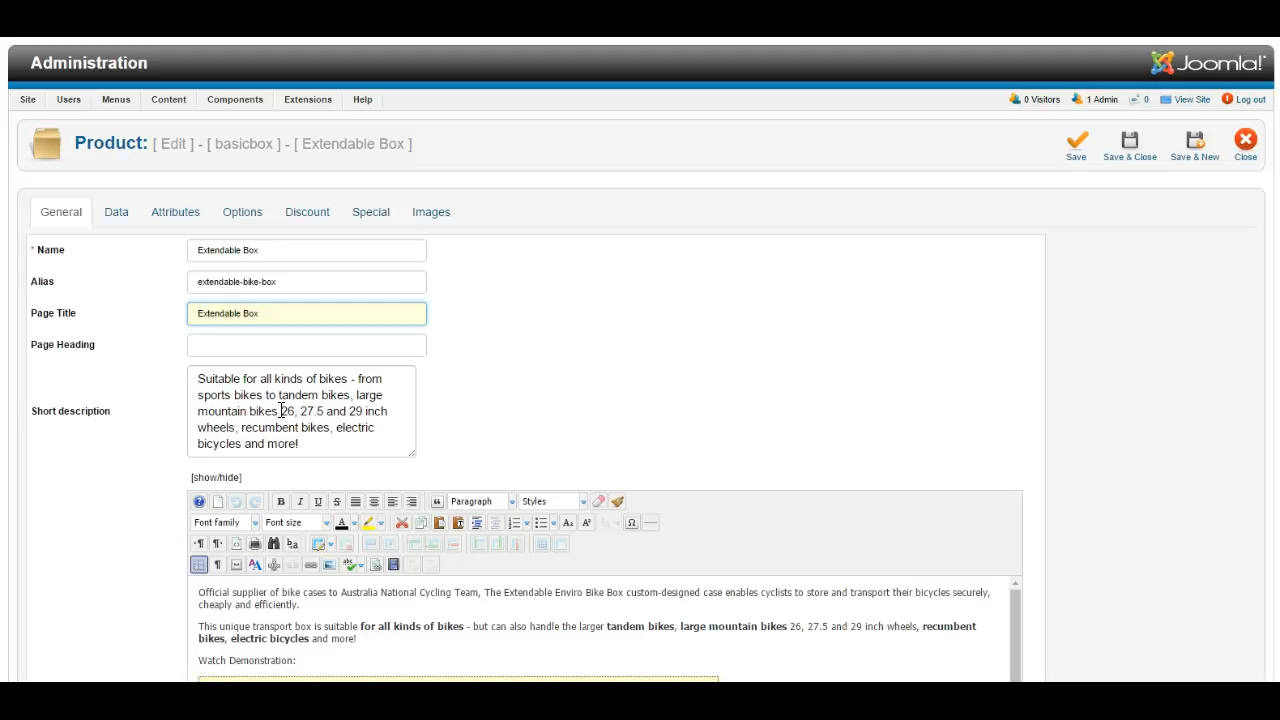 Administration
Joomla!
Site Users Menus Content Components Extensions Help
0 Visitors 1 Admin 0 View Site Log out
Product: [ Edit ] - [ basicbox ] - [ Extendable Box ]
Save Save & Close Save & New Close
General Data Attributes Options Discount Special Images
* Name Extendable Box
Alias extendable-bike-box
Page Title Extendable Box
Page Heading
Short description
Suitable for all kinds of bikes - from
sports bikes to tandem bikes, large
mountain bikes 26, 27.5 and 29 inch
wheels, recumbent bikes, electric
bicycles and more!
[show/hide]
B I U S Paragraph Styles
Font family Font size
Official supplier of bike cases to Australia National Cycling Team, The Extendable Enviro Bike Box custom-designed case enables cyclists to store and transport their bicycles securely,
cheaply and efficiently.
This unique transport box is suitable for all kinds of bikes - but can also handle the larger tandem bikes, large mountain bikes 26, 27.5 and 29 inch wheels, recumbent
bikes, electric bicycles and more!
Watch Demonstration: